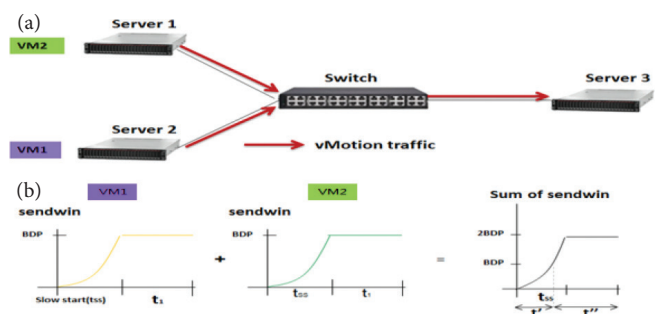 (a)
Server 1
VM2
Switch
Server 3
Server 2
VM1
vMotion traffic
(b)
VM1
VM2
Sum of sendwin
sendwin
sendwin
BDP
+
BDP
=
2BDP
BDP
Slow start(tss)
t₁
tss
t₁
tss
t'
t"